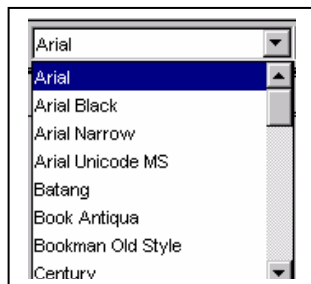 Arial
Arial
Arial Black
Arial Narrow
Arial Unicode MS
Batang
Book Antiqua
Bookman Old Style
Century